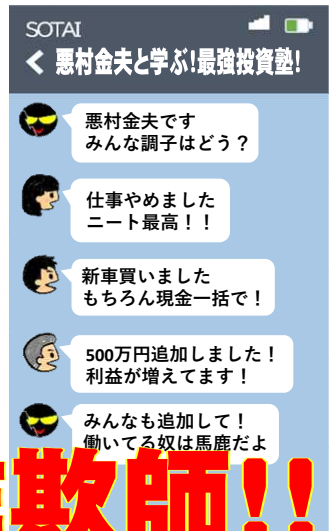 SOTAI
悪村金夫と学ぶ!最強投資塾!
悪村金夫です
みんな調子はどう？
仕事やめました
ニート最高！！
新車買いました
もちろん現金一括で！
500万円追加しました！
利益が増えてます！
みんなも追加して！
働いてる奴は馬鹿だよ
欺師!!